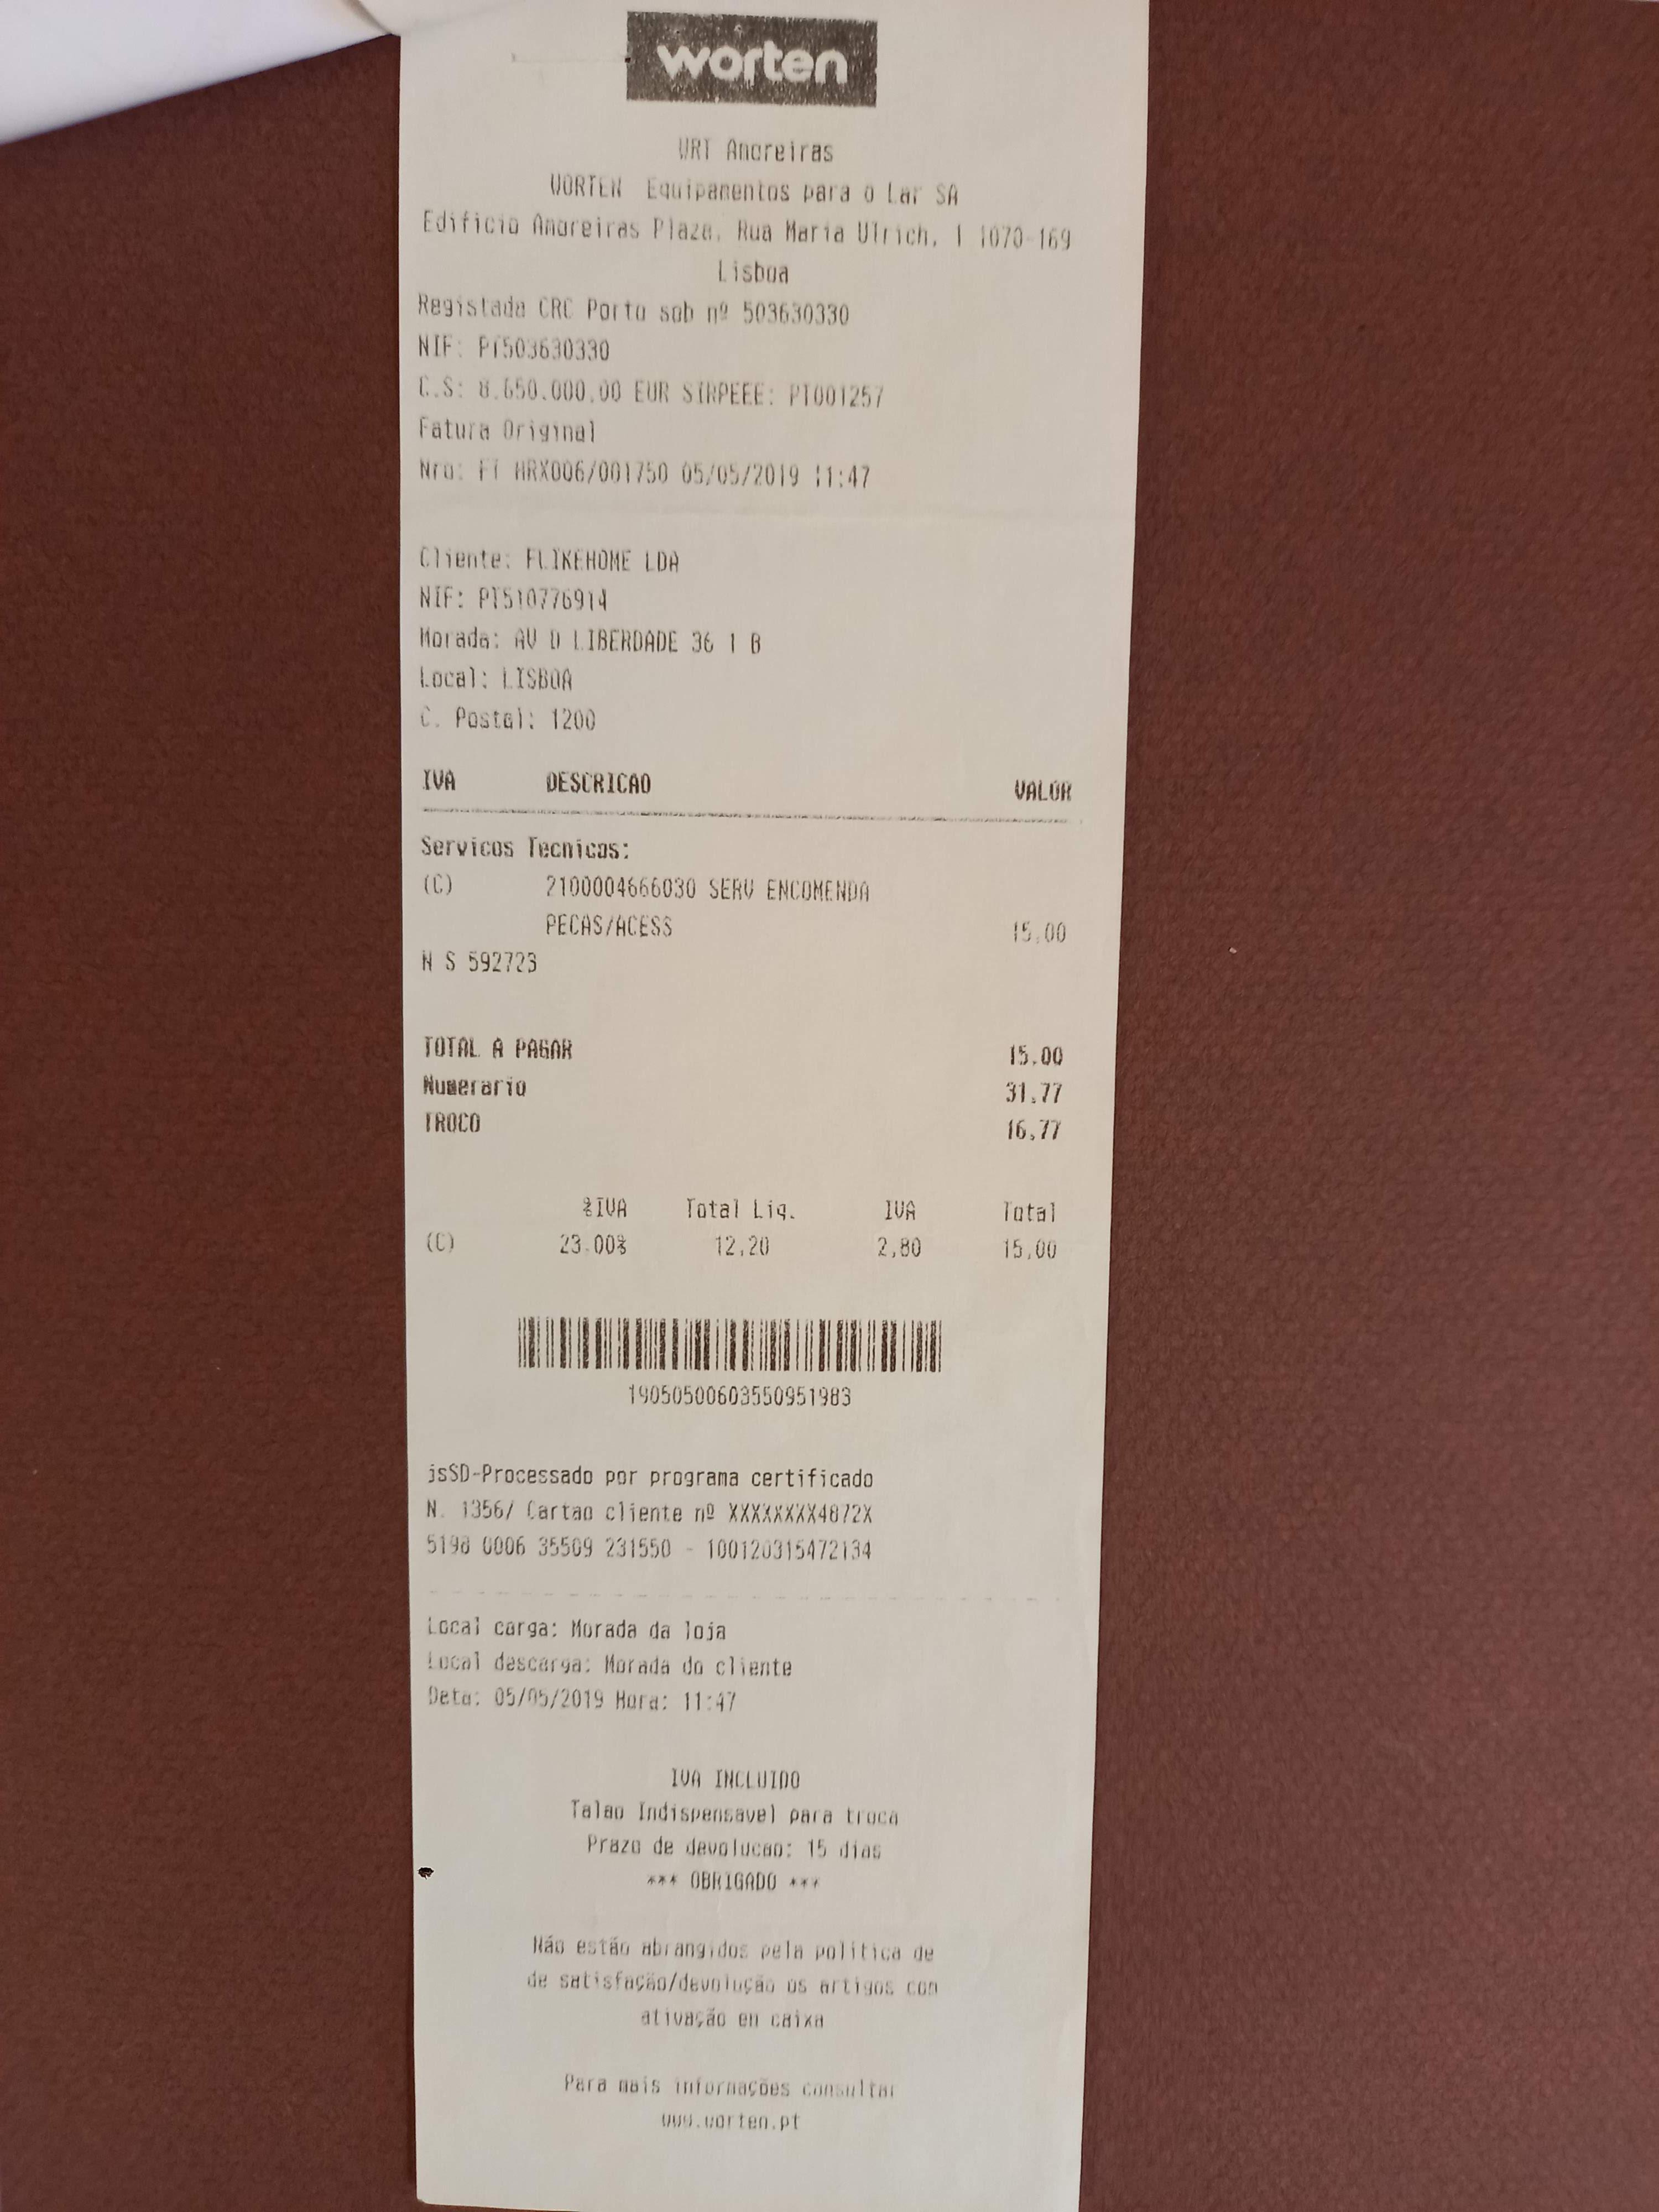 worten
WRT Amoreiras
WORTEN Equipamentos para o Lar SA
Edificio Amoreiras Plaza, Rua Maria Ulrich, 1 1070-169
Lisboa
Registada CRC Porto sob nº 503630330
NIF: PT503630330
C.S: 8.650.000,00 EUR SIRPEEE: PT001257
Fatura Original
Nro: FT HRX006/001750 05/05/2019 11:47
Cliente: FLIKEHOME LDA
NIF: PT510776914
Morada: AV D LIBERDADE 36 1 B
Local: LISBOA
C. Postal: 1200
IVA DESCRICAO VALOR
Servicos Tecnicos:
(C) 2100004666030 SERV ENCOMENDA
PECAS/ACESS 15,00
N S 592723
TOTAL A PAGAR 15,00
Numerario 31,77
TROCO 16,77
%IVA Total Liq. IVA Total
(C) 23.00% 12,20 2,80 15,00
19050500603550951983
jsSD-Processado por programa certificado
N. 1356/ Cartao cliente nº XXXXXXXX4872X
5198 0006 35509 231550 - 100120315472134
Local carga: Morada da loja
Local descarga: Morada do cliente
Data: 05/05/2019 Hora: 11:47
IVA INCLUIDO
Talao Indispensavel para troca
Prazo de devolucao: 15 dias
*** OBRIGADO ***
Não estão abrangidos pela politica de
de satisfação/devolução os artigos com
ativação em caixa
Para mais informações consultar
www.worten.pt